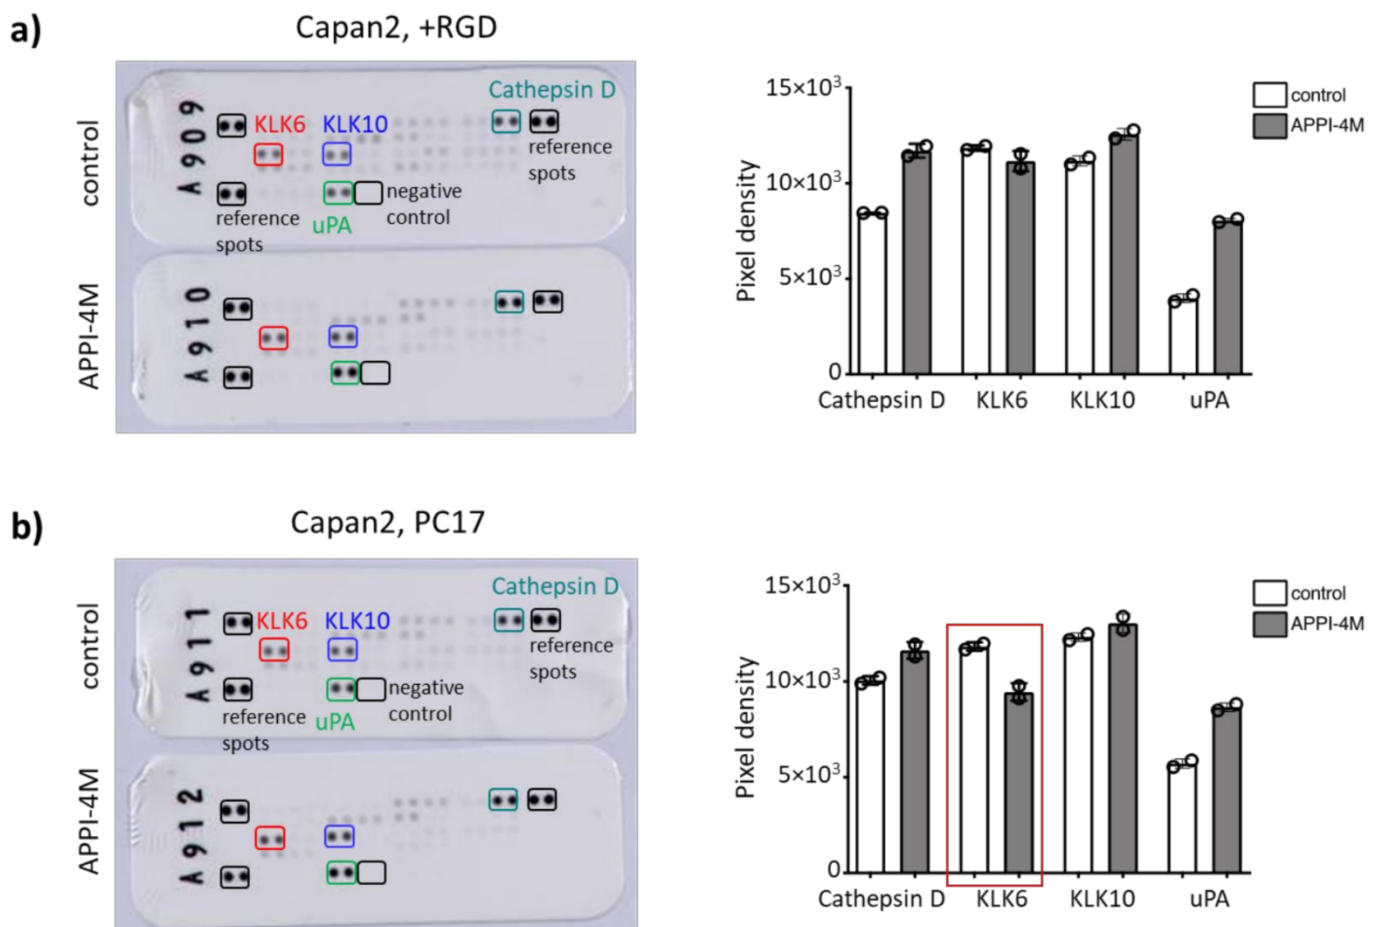 a)
Capan2, +RGD
control
A909
KLK6
KLK10
Cathepsin D
reference
spots
reference
spots
uPA
negative
control
APPI-4M
A910
15×10³
10×10³
5×10³
0
Pixel density
control
APPI-4M
Cathepsin D
KLK6
KLK10
uPA
b)
Capan2, PC17
control
A911
KLK6
KLK10
Cathepsin D
reference
spots
reference
spots
uPA
negative
control
APPI-4M
A912
15×10³
10×10³
5×10³
0
Pixel density
control
APPI-4M
Cathepsin D
KLK6
KLK10
uPA